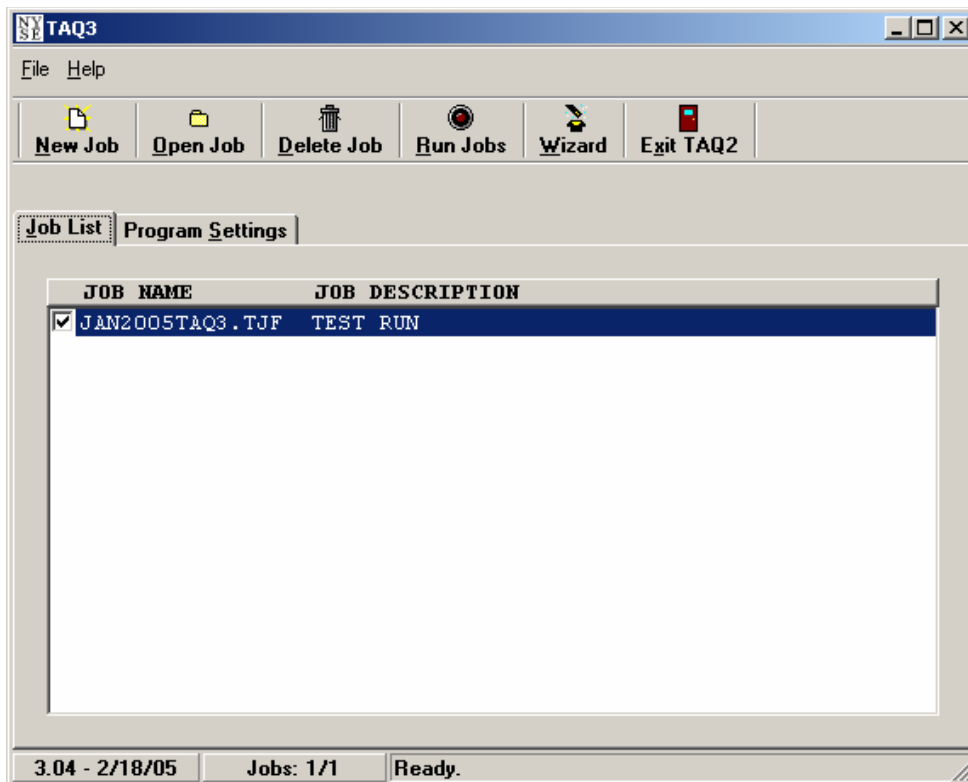 NYSE TAQ3
File Help
New Job Open Job Delete Job Run Jobs Wizard Exit TAQ2
Job List Program Settings
JOB NAME JOB DESCRIPTION
JAN2005TAQ3.TJF TEST RUN
3.04 - 2/18/05 Jobs: 1/1 Ready.